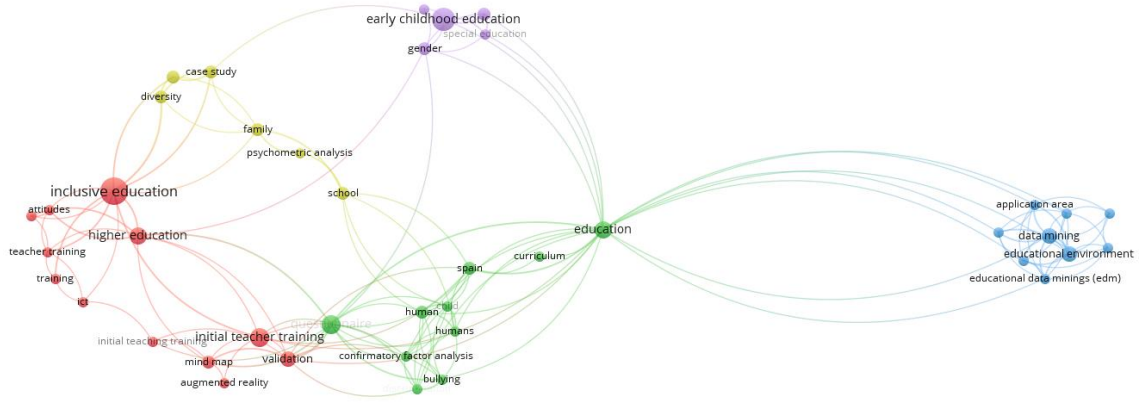 early childhood education
special education
gender
case study
diversity
family
psychometric analysis
school
inclusive education
attitudes
higher education
teacher training
training
ict
initial teaching training
initial teacher training
questionnaire
validation
mind map
augmented reality
education
curriculum
spain
child
human
humans
confirmatory factor analysis
bullying
application area
data mining
educational environment
educational data minings (edm)